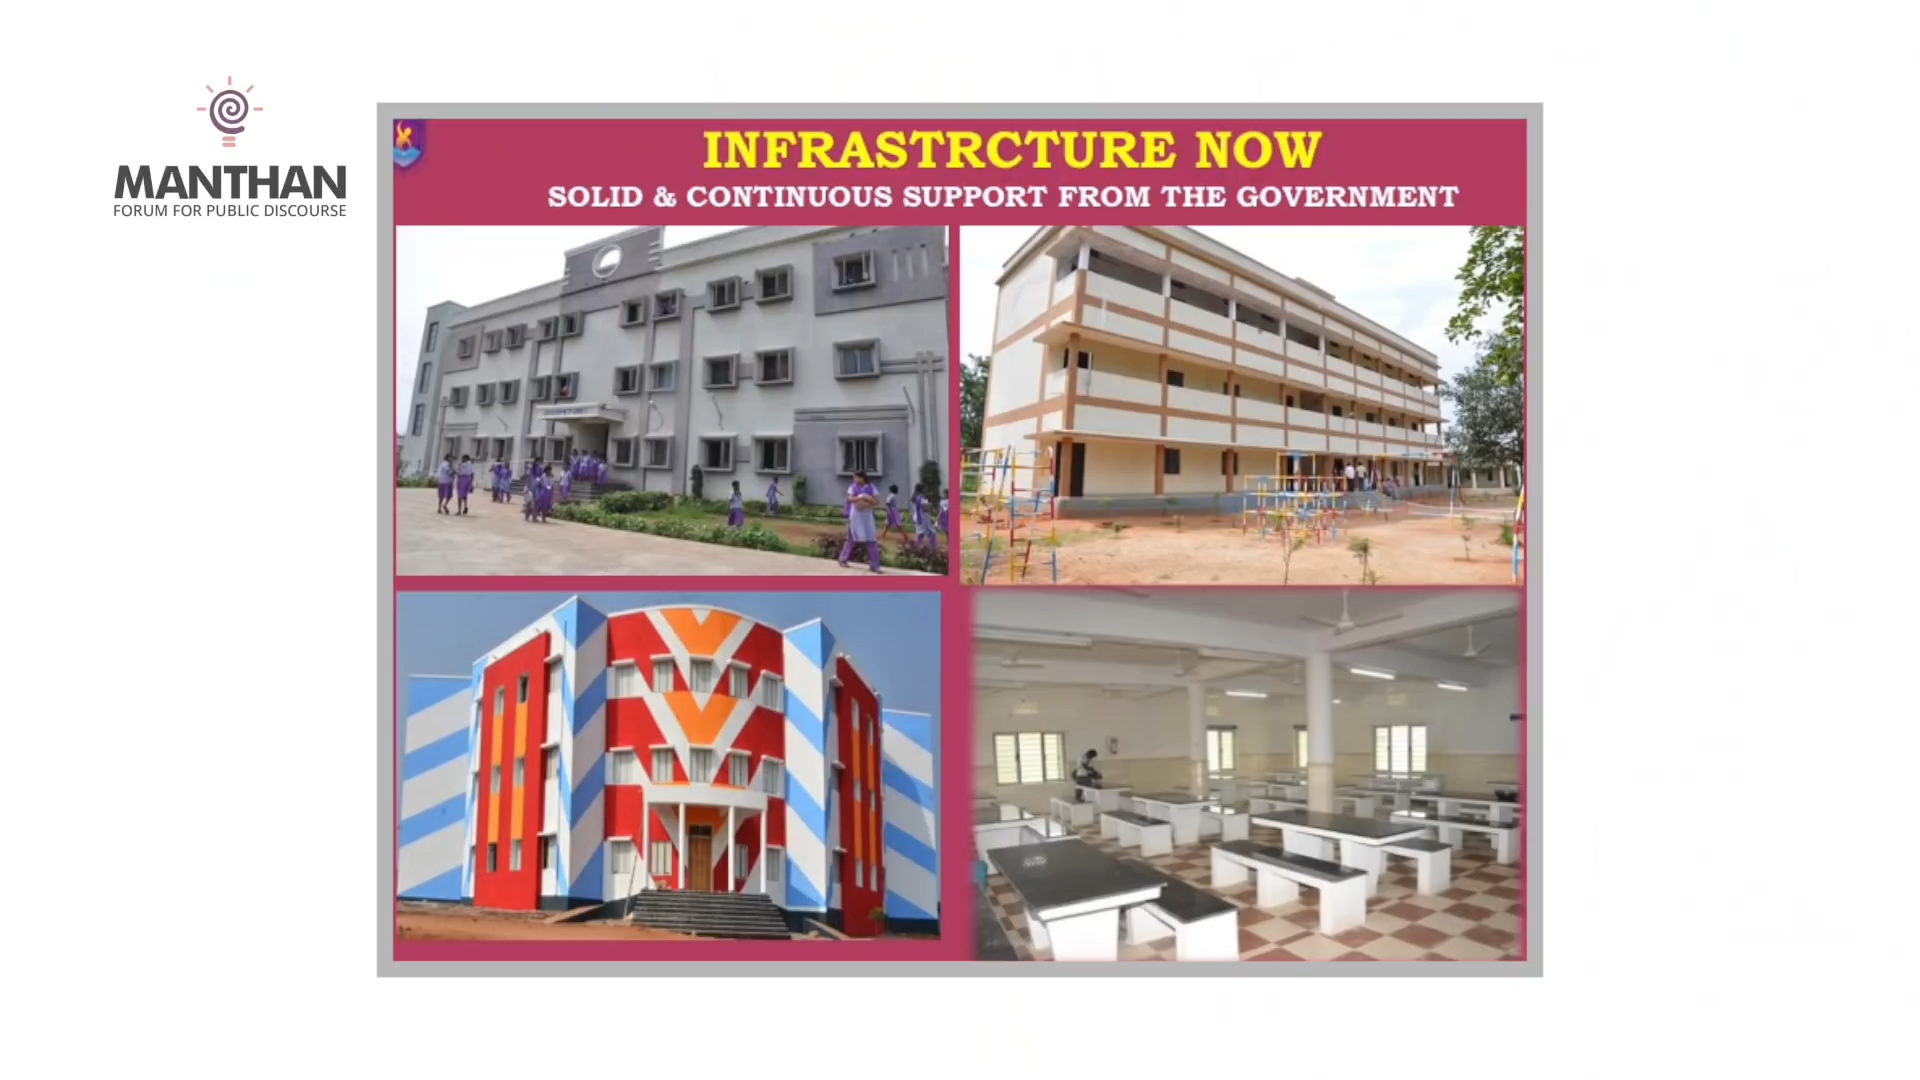 MANTHAN
FORUM FOR PUBLIC DISCOURSE
INFRASTRCTURE NOW
SOLID & CONTINUOUS SUPPORT FROM THE GOVERNMENT